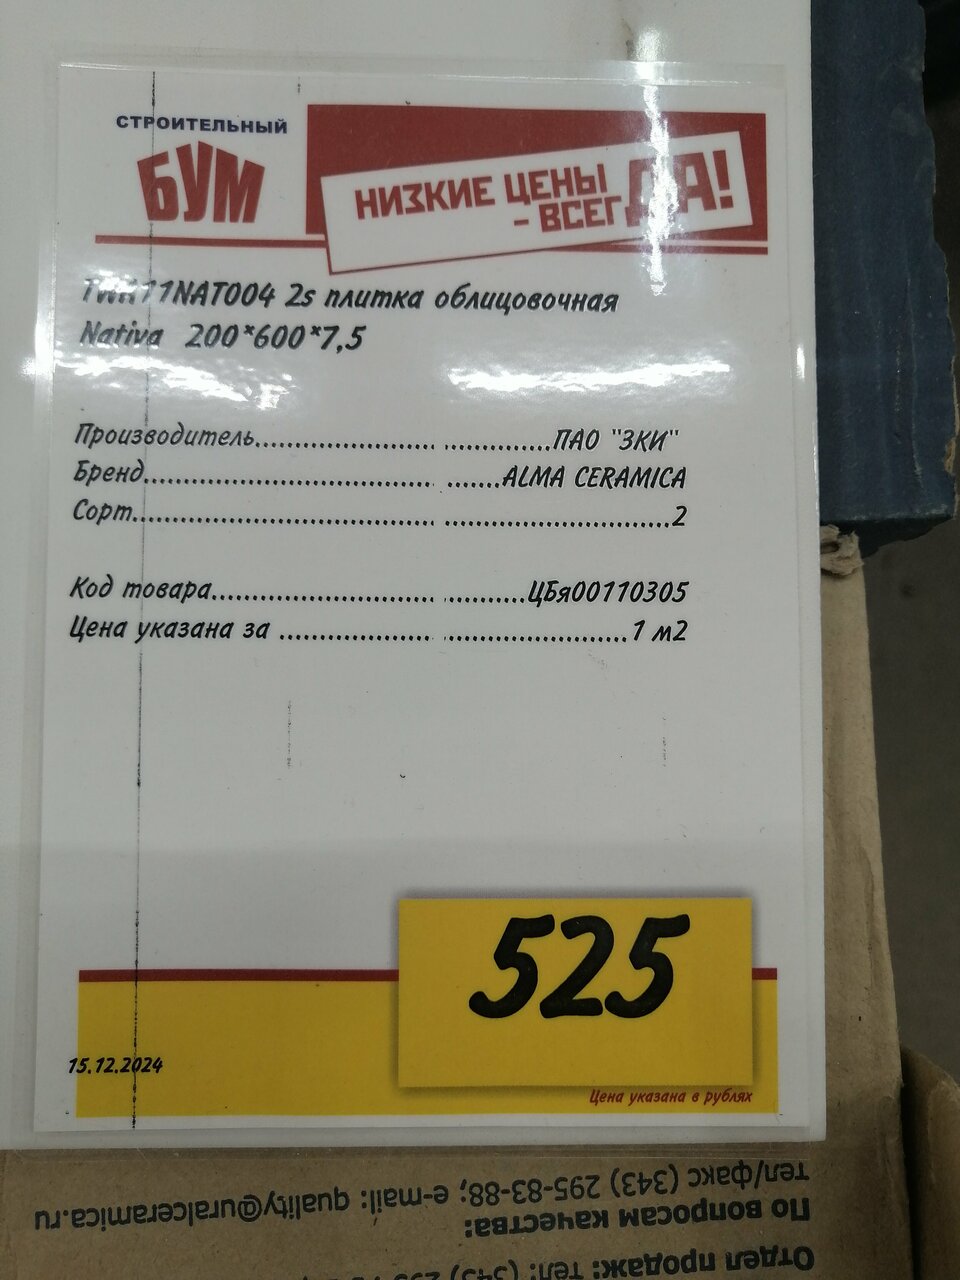 СТРОИТЕЛЬНЫЙ
БУМ
НИЗКИЕ ЦЕНЫ
- ВСЕГДА!
TWA11NAT004 2s плитка облицовочная
Nativa 200*600*7,5
Производитель................................................ПАО "ЗКИ"
Бренд................................................ALMA CERAMICA
Сорт................................................2
Код товара................................................ЦБя00110305
Цена указана за ................................................1 м2
525
15.12.2024
Цена указана в рублях
тел/факс (343) 295-83-88; e-mail: quality@uralceramica.ru
По вопросам качества:
Отдел продаж: тел: (343)